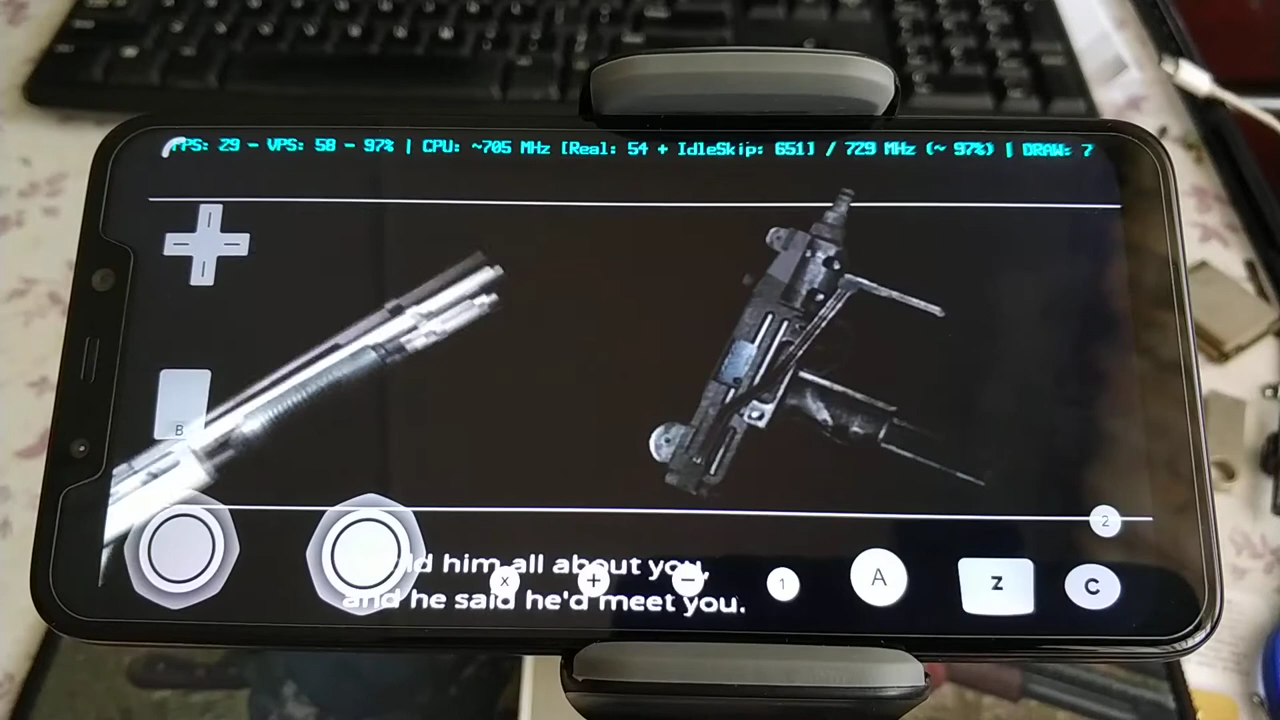 FPS: 29 - VPS: 58 - 97% | CPU: ~705 MHz [Real: 54 + IdleSkip: 651] / 729 MHz (~ 97%) | DRAW: 7
B
2
him all about you,
X + - 1 A Z C
and he said he'd meet you.